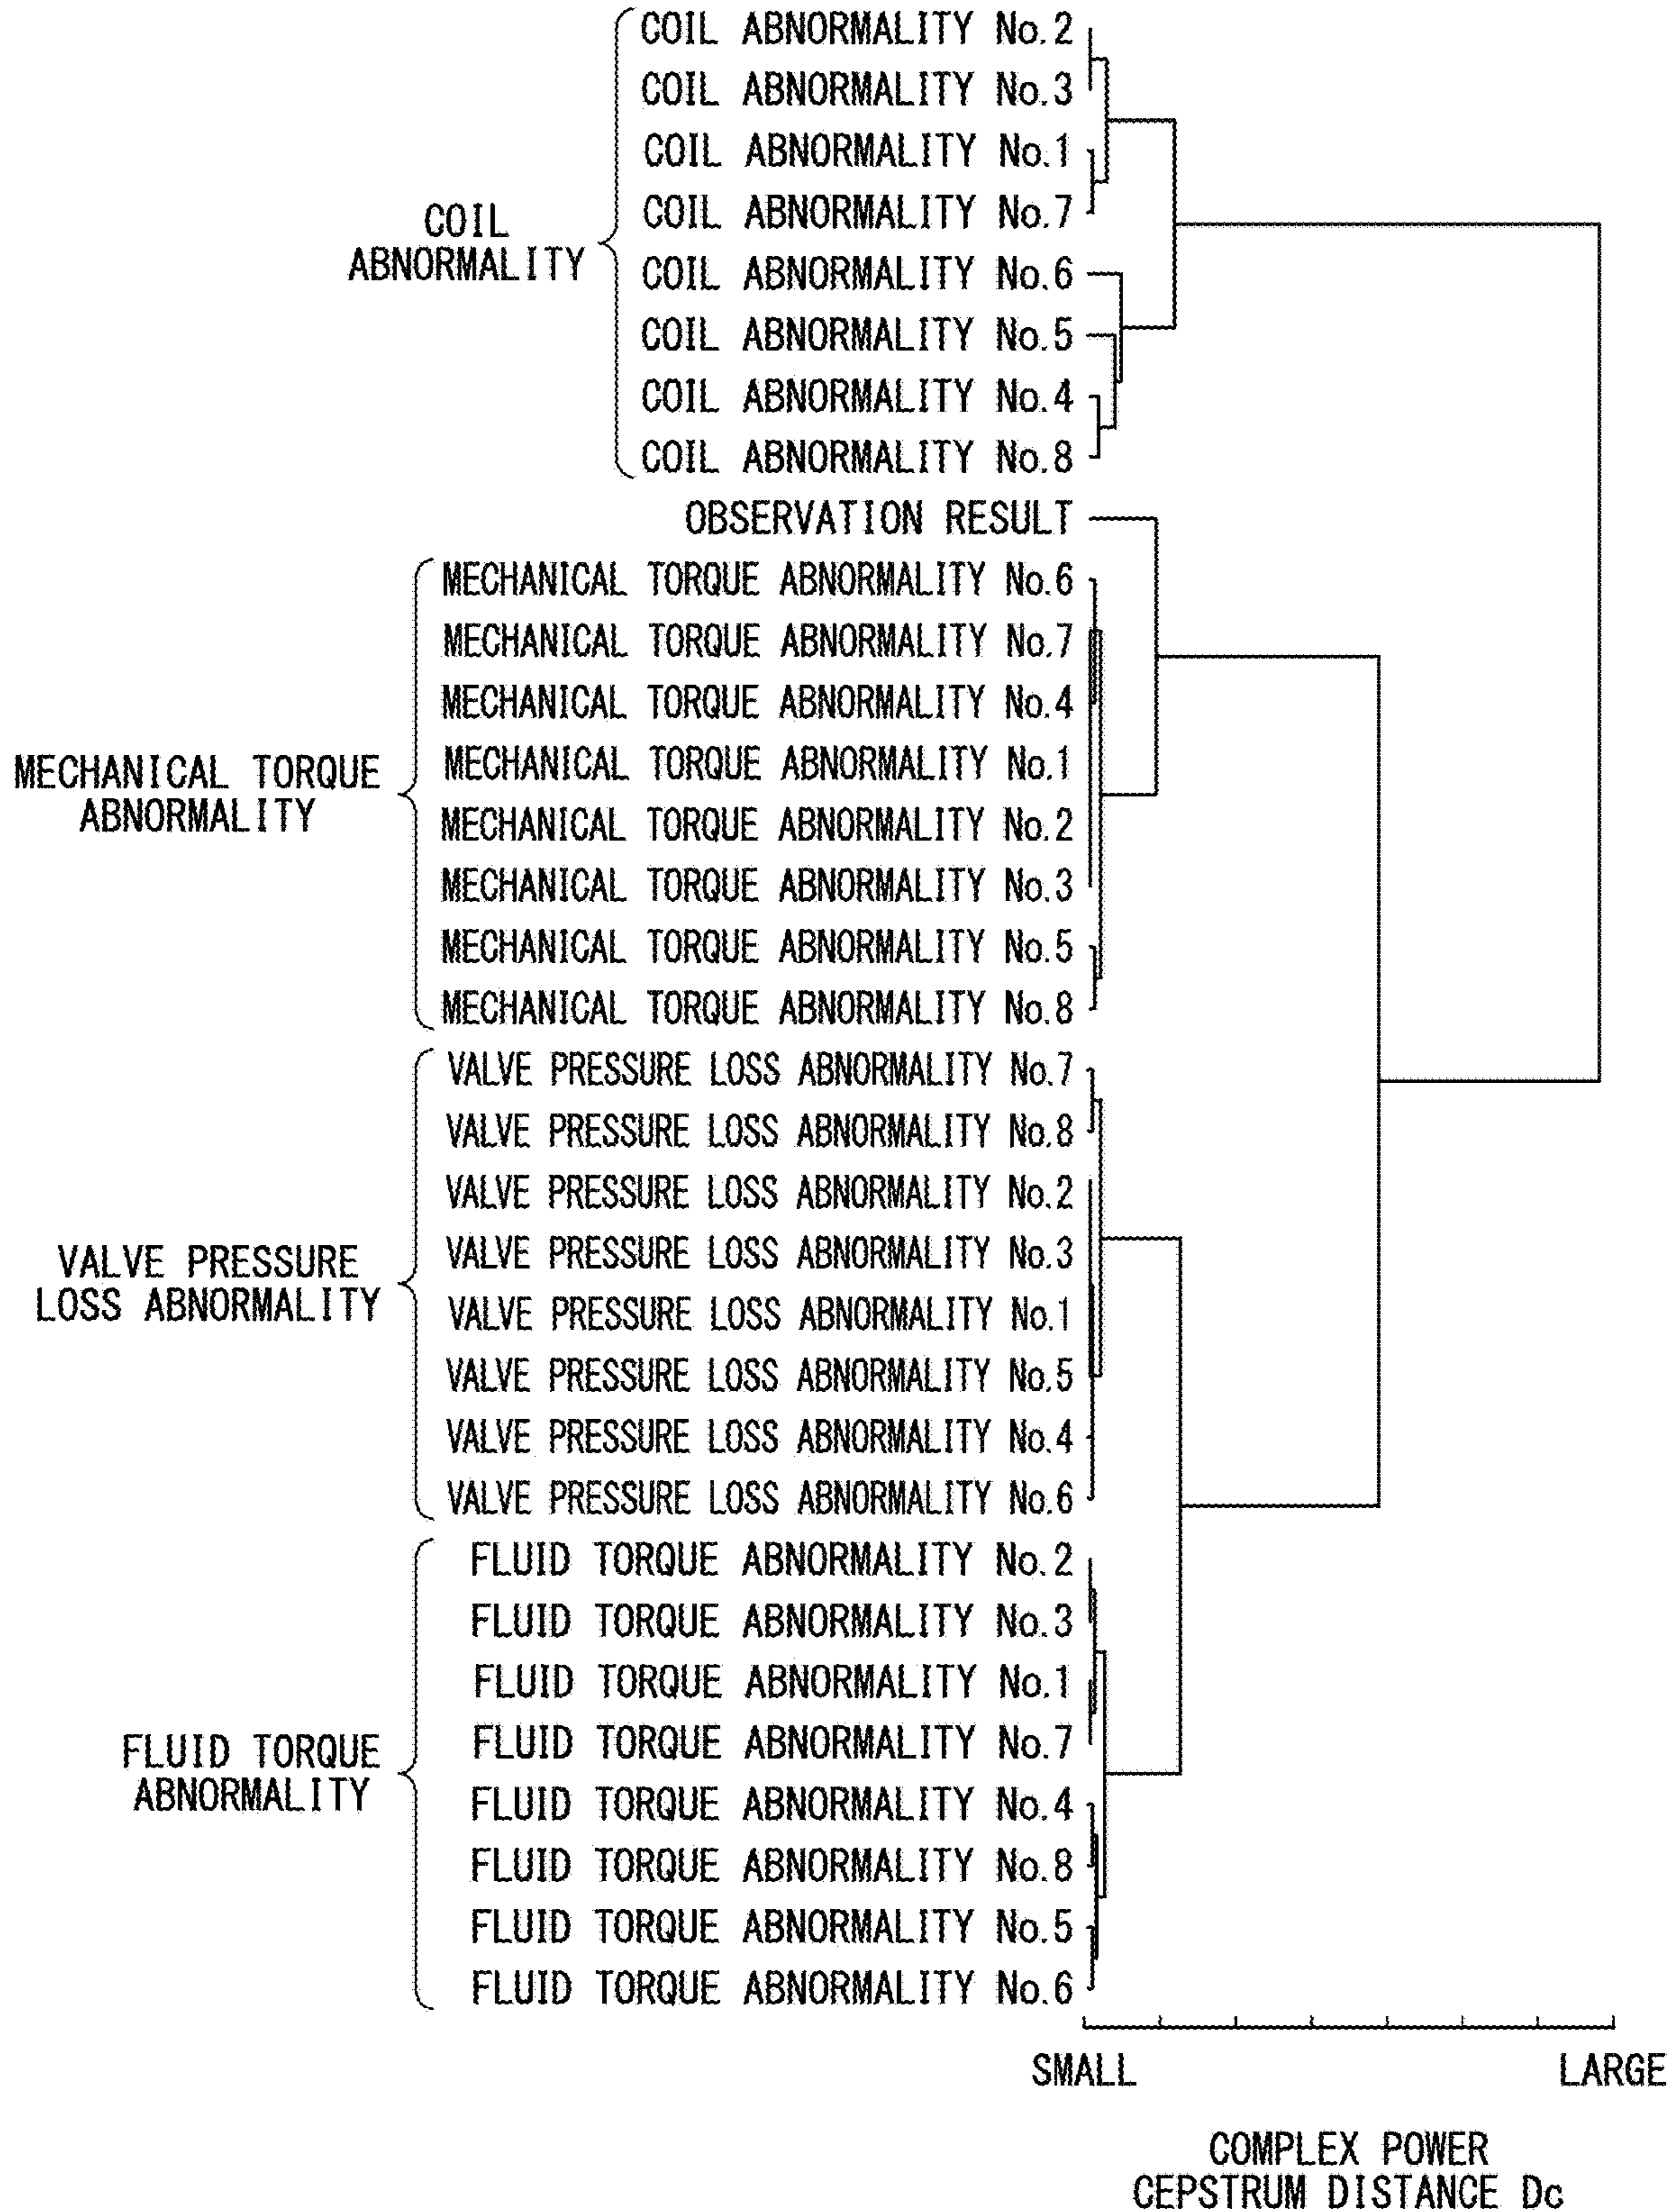 COIL ABNORMALITY No.2
COIL ABNORMALITY No.3
COIL ABNORMALITY No.1
COIL ABNORMALITY No.7
COIL
ABNORMALITY
COIL ABNORMALITY No.6
COIL ABNORMALITY No.5
COIL ABNORMALITY No.4
COIL ABNORMALITY No.8
OBSERVATION RESULT
MECHANICAL TORQUE ABNORMALITY No.6
MECHANICAL TORQUE ABNORMALITY No.7
MECHANICAL TORQUE ABNORMALITY No.4
MECHANICAL TORQUE ABNORMALITY No.1
MECHANICAL TORQUE
ABNORMALITY
MECHANICAL TORQUE ABNORMALITY No.2
MECHANICAL TORQUE ABNORMALITY No.3
MECHANICAL TORQUE ABNORMALITY No.5
MECHANICAL TORQUE ABNORMALITY No.8
VALVE PRESSURE LOSS ABNORMALITY No.7
VALVE PRESSURE LOSS ABNORMALITY No.8
VALVE PRESSURE LOSS ABNORMALITY No.2
VALVE PRESSURE LOSS ABNORMALITY No.3
VALVE PRESSURE
LOSS ABNORMALITY
VALVE PRESSURE LOSS ABNORMALITY No.1
VALVE PRESSURE LOSS ABNORMALITY No.5
VALVE PRESSURE LOSS ABNORMALITY No.4
VALVE PRESSURE LOSS ABNORMALITY No.6
FLUID TORQUE ABNORMALITY No.2
FLUID TORQUE ABNORMALITY No.3
FLUID TORQUE ABNORMALITY No.1
FLUID TORQUE ABNORMALITY No.7
FLUID TORQUE
ABNORMALITY
FLUID TORQUE ABNORMALITY No.4
FLUID TORQUE ABNORMALITY No.8
FLUID TORQUE ABNORMALITY No.5
FLUID TORQUE ABNORMALITY No.6
SMALL LARGE
COMPLEX POWER
CEPSTRUM DISTANCE Dc